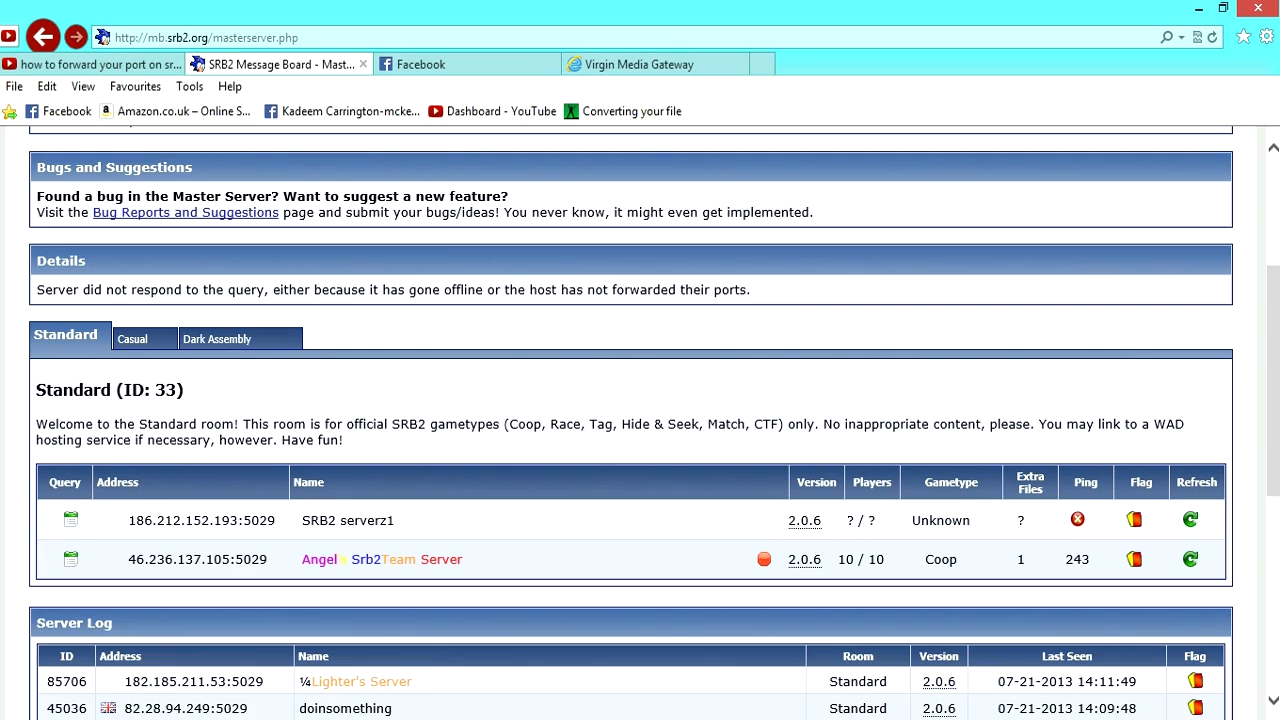 http://mb.srb2.org/masterserver.php
how to forward your port on sr...
SRB2 Message Board - Mast...
Facebook
Virgin Media Gateway
File Edit View Favourites Tools Help
Facebook
Amazon.co.uk – Online S...
Kadeem Carrington-mcke...
Dashboard - YouTube
Converting your file
Bugs and Suggestions
Found a bug in the Master Server? Want to suggest a new feature?
Visit the Bug Reports and Suggestions page and submit your bugs/ideas! You never know, it might even get implemented.
Details
Server did not respond to the query, either because it has gone offline or the host has not forwarded their ports.
Standard Casual Dark Assembly
Standard (ID: 33)
Welcome to the Standard room! This room is for official SRB2 gametypes (Coop, Race, Tag, Hide & Seek, Match, CTF) only. No inappropriate content, please. You may link to a WAD
hosting service if necessary, however. Have fun!
Query Address Name Version Players Gametype Extra Files Ping Flag Refresh
186.212.152.193:5029 SRB2 serverz1 2.0.6 ? / ? Unknown ?
46.236.137.105:5029 Angel Srb2Team Server 2.0.6 10 / 10 Coop 1 243
Server Log
ID Address Name Room Version Last Seen Flag
85706 182.185.211.53:5029 ¼Lighter's Server Standard 2.0.6 07-21-2013 14:11:49
45036 82.28.94.249:5029 doinsomething Standard 2.0.6 07-21-2013 14:09:48